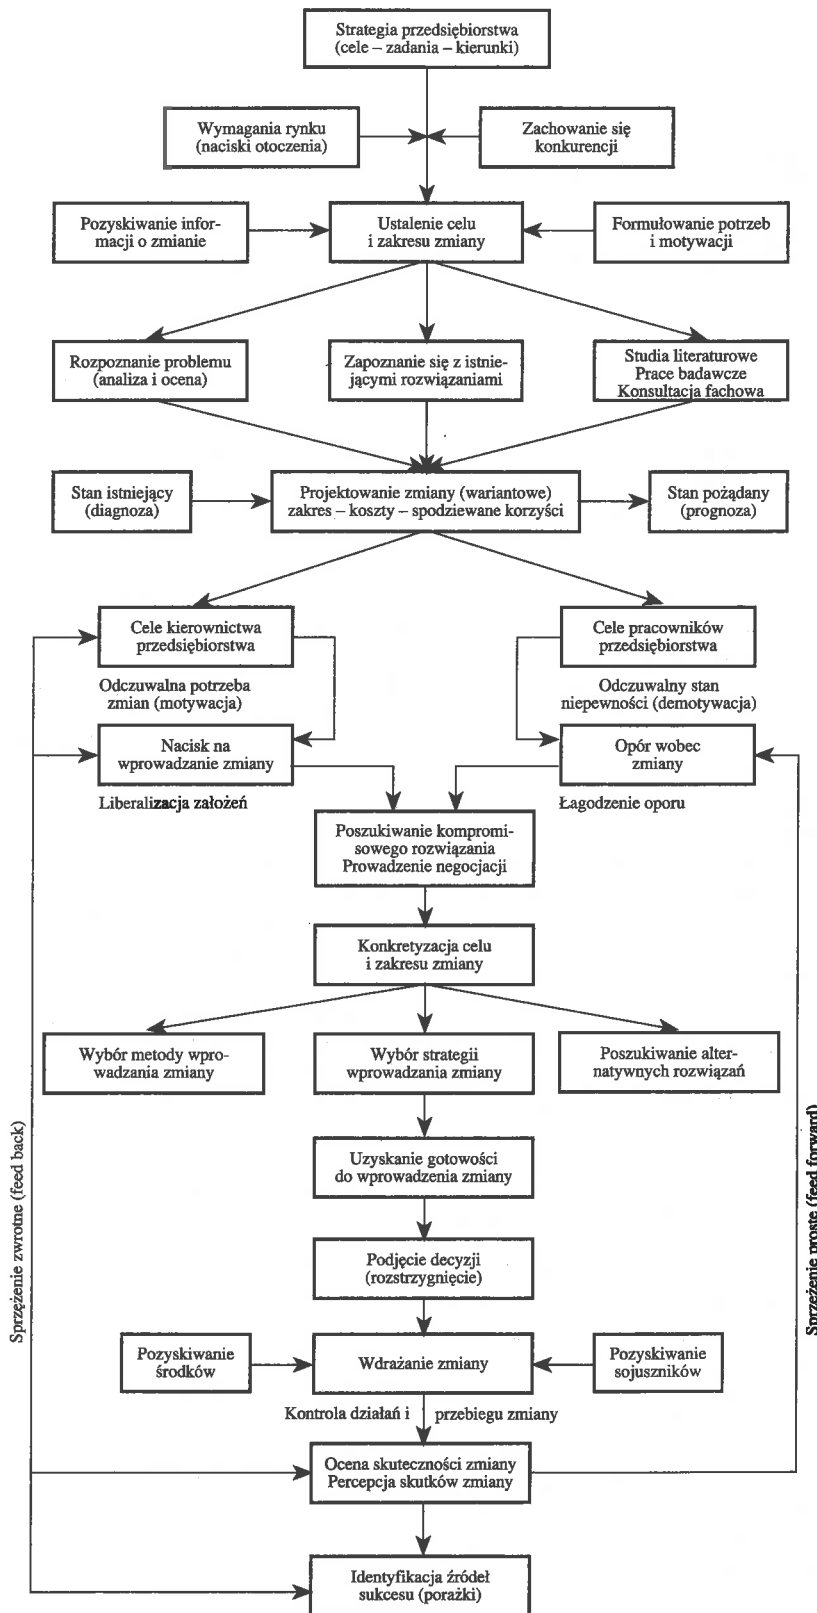 Strategia przedsiębiorstwa
(cele – zadania – kierunki)
Wymagania rynku
(naciski otoczenia)
Zachowanie się
konkurencji
Pozyskiwanie infor-
macji o zmianie
Ustalenie celu
i zakresu zmiany
Formułowanie potrzeb
i motywacji
Rozpoznanie problemu
(analiza i ocena)
Zapoznanie się z istnie-
jącymi rozwiązaniami
Studia literaturowe
Prace badawcze
Konsultacja fachowa
Stan istniejący
(diagnoza)
Projektowanie zmiany (wariantowe)
zakres – koszty – spodziewane korzyści
Stan pożądany
(prognoza)
Cele kierownictwa
przedsiębiorstwa
Cele pracowników
przedsiębiorstwa
Odczuwalna potrzeba
zmian (motywacja)
Odczuwalny stan
niepewności (demotywacja)
Nacisk na
wprowadzanie zmiany
Opór wobec
zmiany
Liberalizacja założeń
Łagodzenie oporu
Poszukiwanie kompromi-
sowego rozwiązania
Prowadzenie negocjacji
Konkretyzacja celu
i zakresu zmiany
Wybór metody wpro-
wadzania zmiany
Wybór strategii
wprowadzania zmiany
Poszukiwanie alter-
natywnych rozwiązań
Uzyskanie gotowości
do wprowadzenia zmiany
Podjęcie decyzji
(rozstrzygnięcie)
Pozyskiwanie
środków
Wdrażanie zmiany
Pozyskiwanie
sojuszników
Kontrola działań i przebiegu zmiany
Ocena skuteczności zmiany
Percepcja skutków zmiany
Identyfikacja źródeł
sukcesu (porażki)
Sprzężenie zwrotne (feed back)
Sprzężenie proste (feed forward)